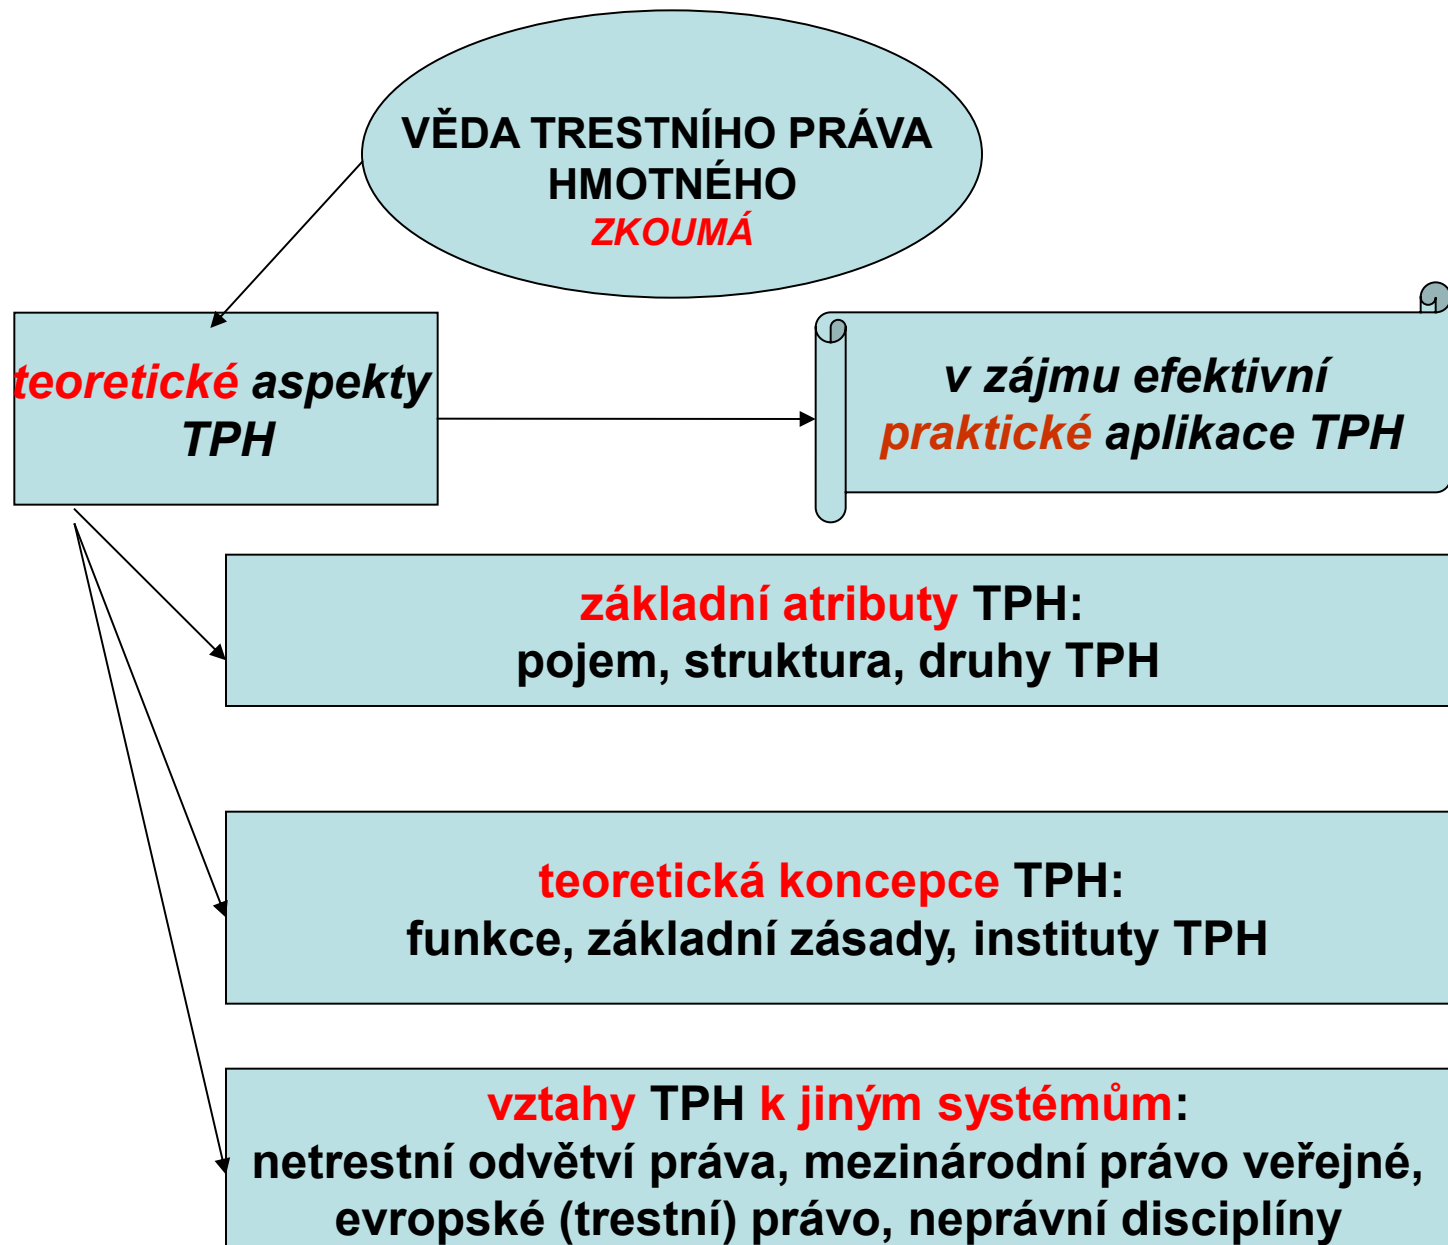 VĚDA TRESTNÍHO PRÁVA
HMOTNÉHO
ZKOUMÁ
teoretické aspekty
TPH
v zájmu efektivní
praktické aplikace TPH
základní atributy TPH:
pojem, struktura, druhy TPH
teoretická koncepce TPH:
funkce, základní zásady, instituty TPH
vztahy TPH k jiným systémům:
netrestní odvětví práva, mezinárodní právo veřejné,
evropské (trestní) právo, neprávní disciplíny